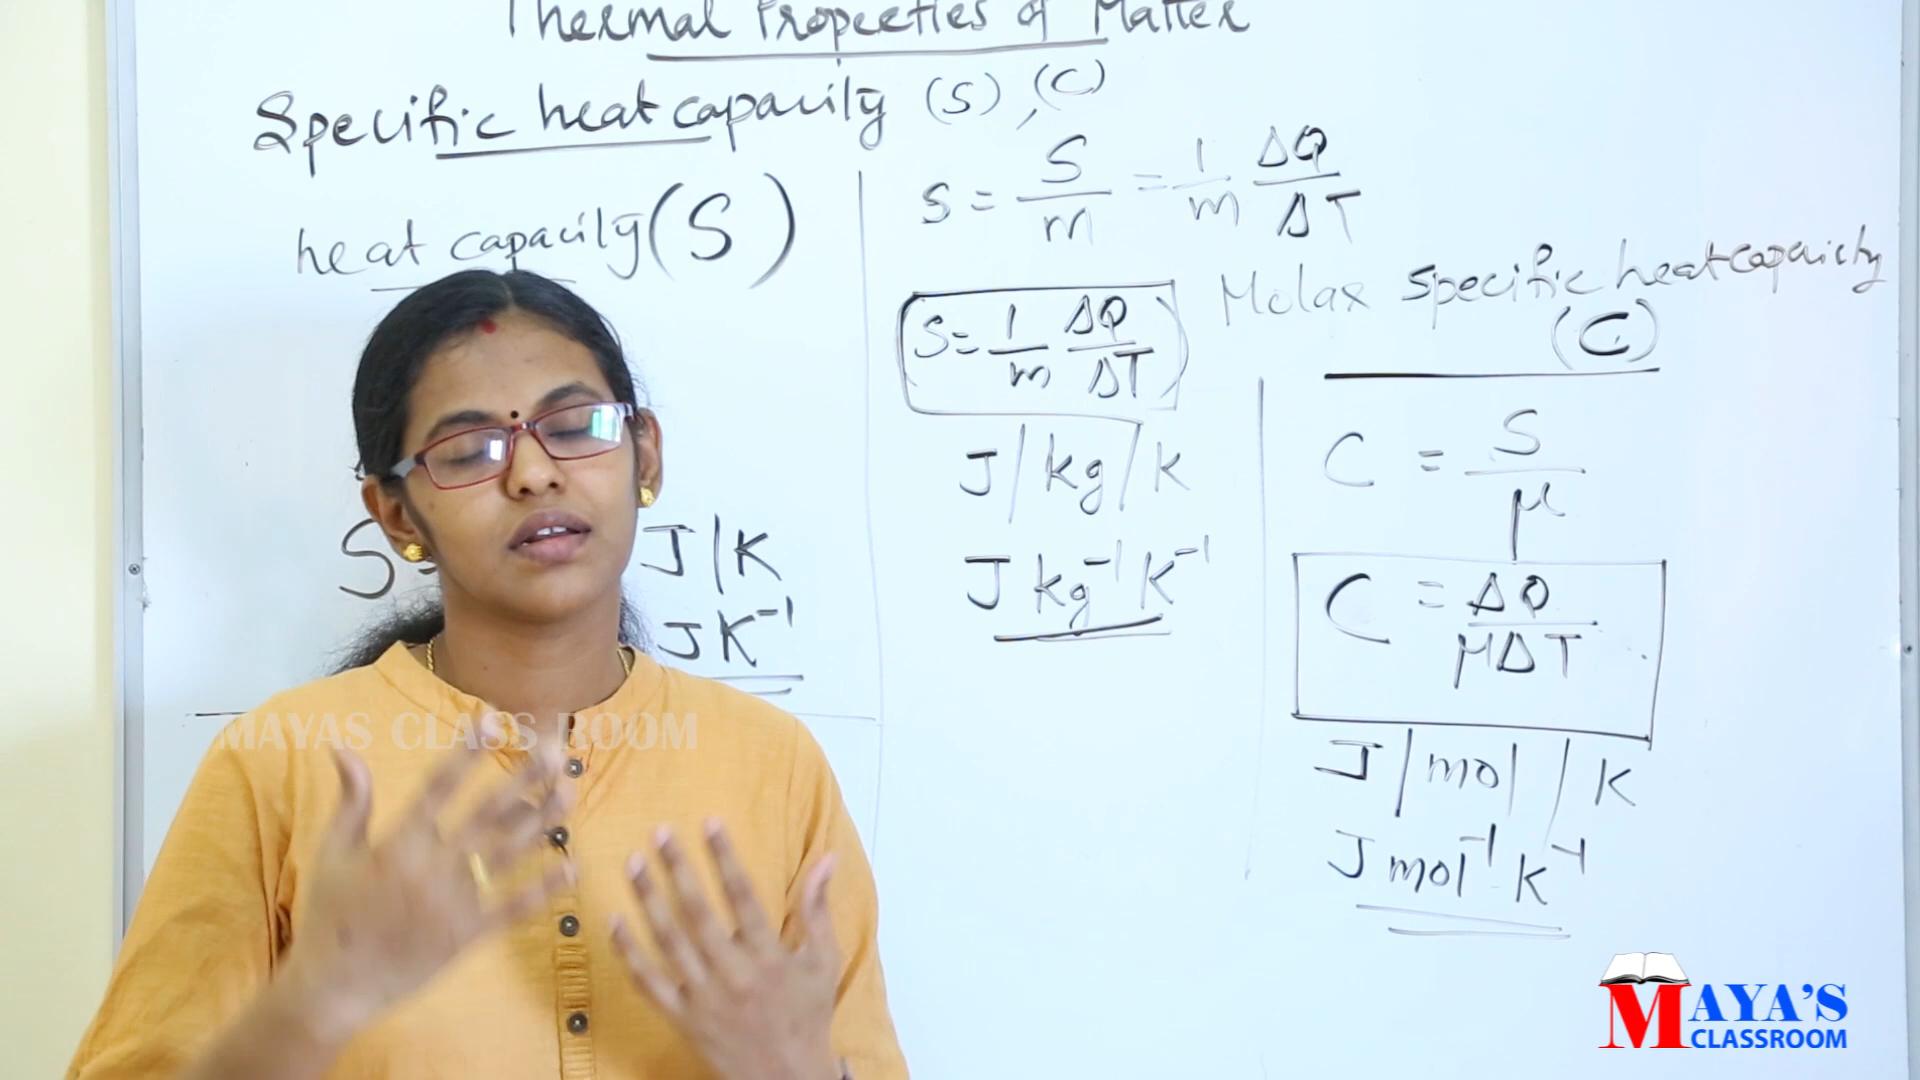 Thermal Properties of Matter
Specific heat capacity (S), (C)
heat capacity (S)
S
J/K
JK⁻¹
s = S/m = 1/m ΔQ/ΔT
S = 1/m ΔQ/ΔT
J/kg/K
J kg⁻¹ K⁻¹
Molar specific heat capaicty
(C)
C = S/μ
C = ΔQ/μΔT
J/mol/K
J mol⁻¹ K⁻¹
MAYAS CLASS ROOM
MAYA'S
CLASSROOM